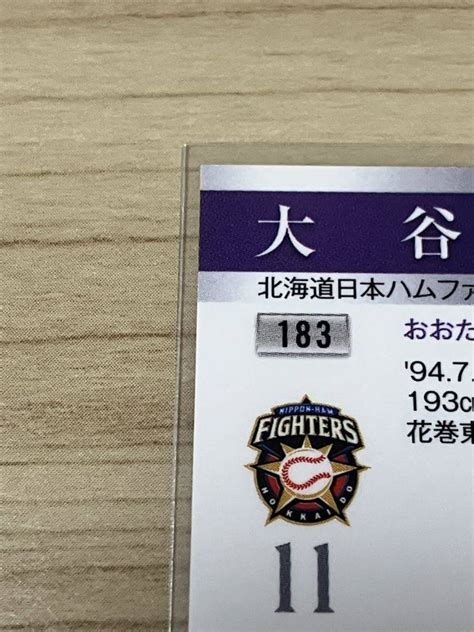 大 谷
北海道日本ハムファ
183
おおた
'94.7.
193cm
花巻東
NIPPON-HAM
FIGHTERS
HOKKAIDO
11